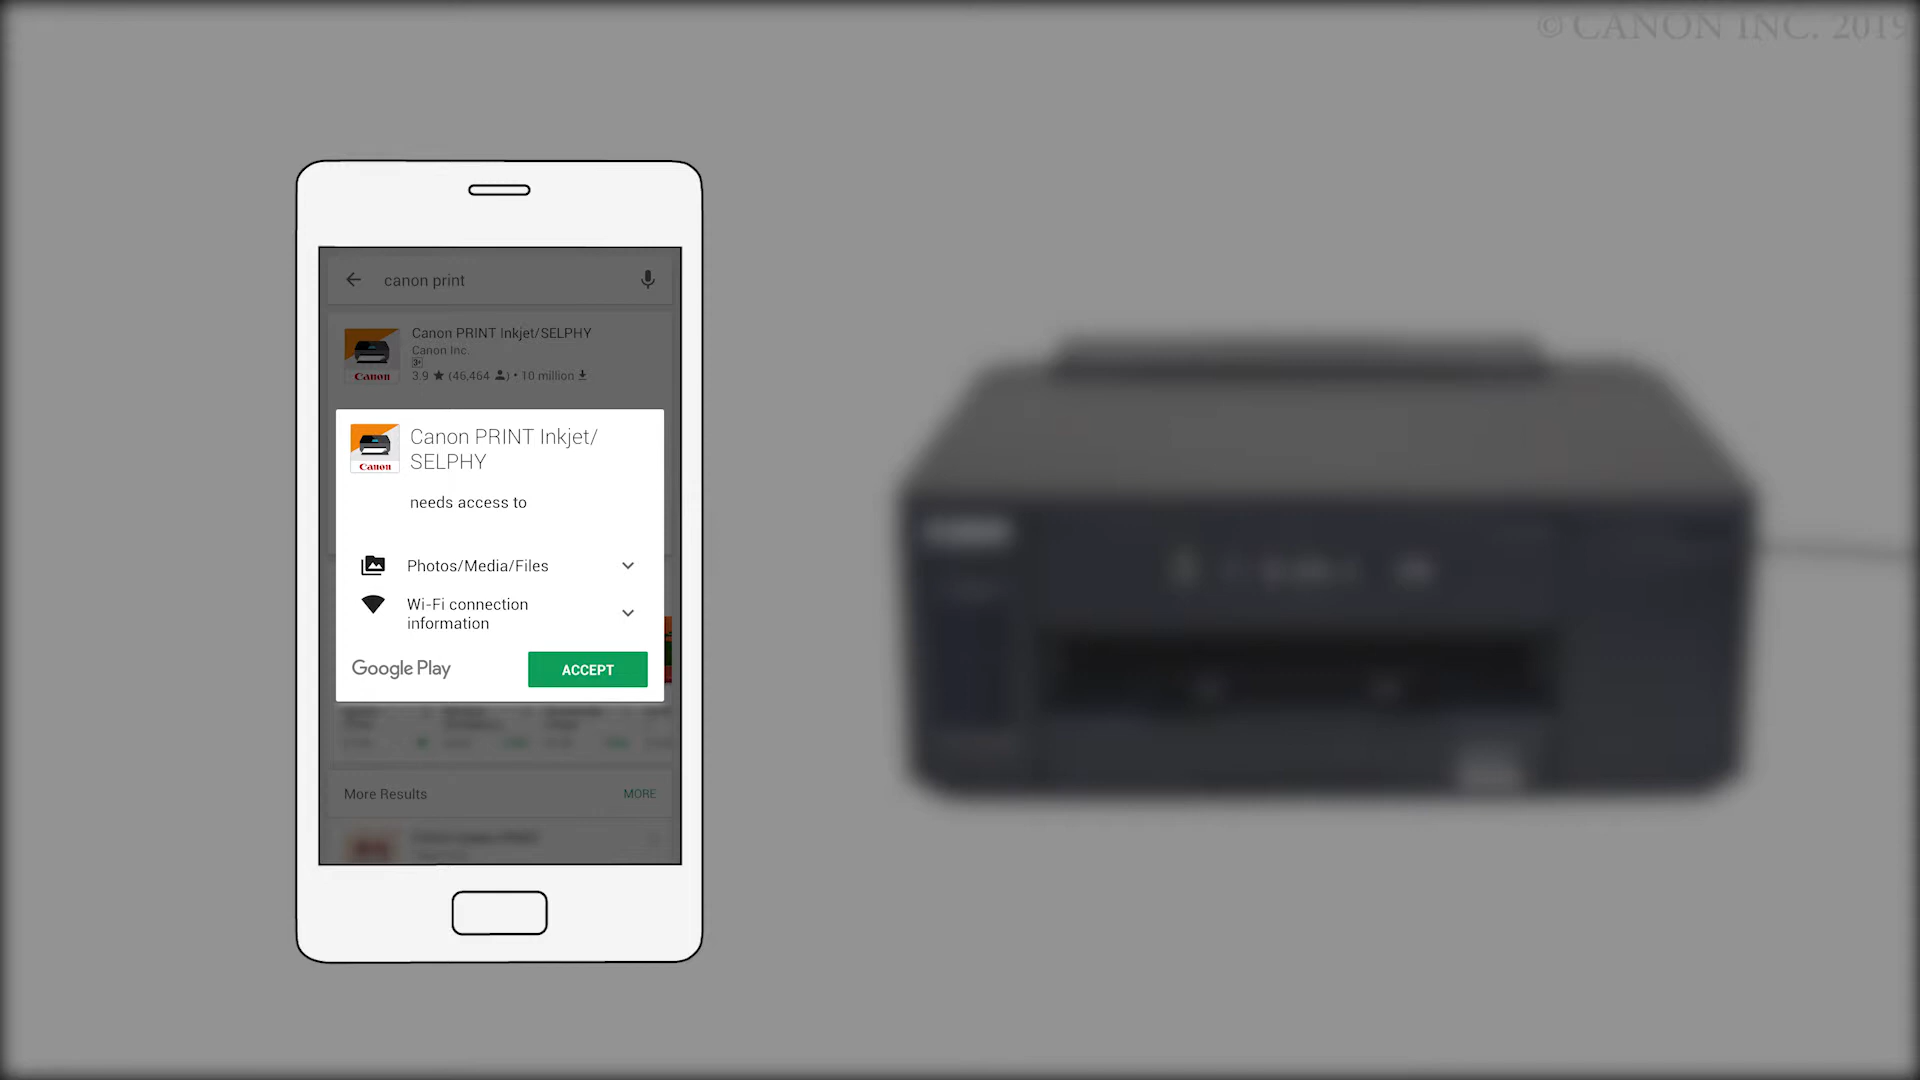 © CANON INC. 2019
canon print
Canon PRINT Inkjet/SELPHY
Canon Inc.
3+
3.9 ★ (46,464 ) • 10 million
Canon
Canon PRINT Inkjet/
SELPHY
Canon
needs access to
Photos/Media/Files
Wi-Fi connection
information
Google Play
ACCEPT
More Results
MORE